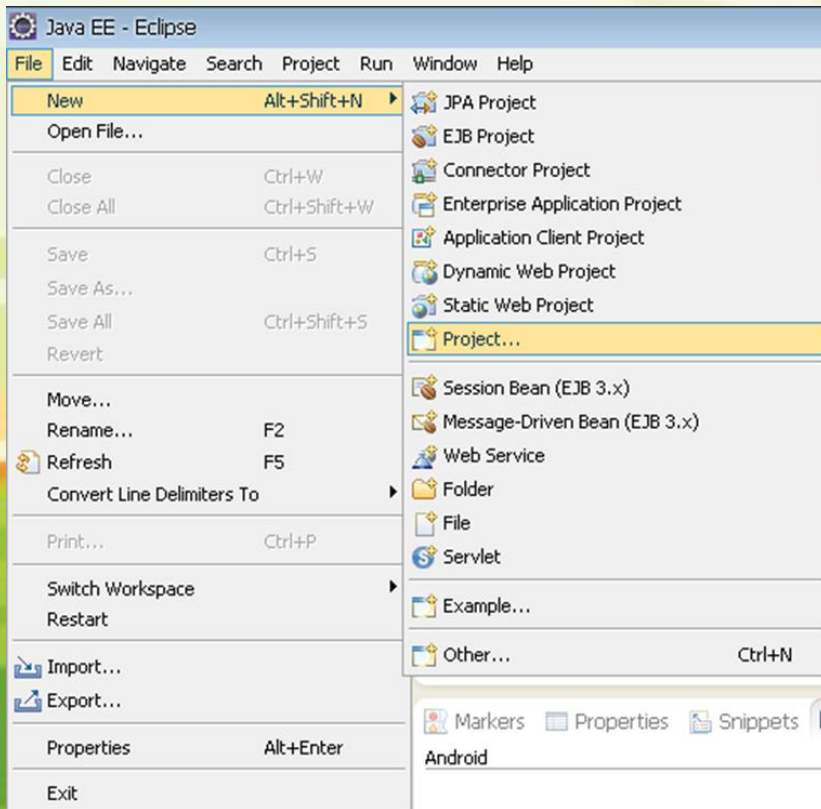 Java EE - Eclipse
File Edit Navigate Search Project Run Window Help
New Alt+Shift+N
Open File...
Close Ctrl+W
Close All Ctrl+Shift+W
Save Ctrl+S
Save As...
Save All Ctrl+Shift+S
Revert
Move...
Rename... F2
Refresh F5
Convert Line Delimiters To
Print... Ctrl+P
Switch Workspace
Restart
Import...
Export...
Properties Alt+Enter
Exit
JPA Project
EJB Project
Connector Project
Enterprise Application Project
Application Client Project
Dynamic Web Project
Static Web Project
Project...
Session Bean (EJB 3.x)
Message-Driven Bean (EJB 3.x)
Web Service
Folder
File
Servlet
Example...
Other... Ctrl+N
Markers Properties Snippets
Android